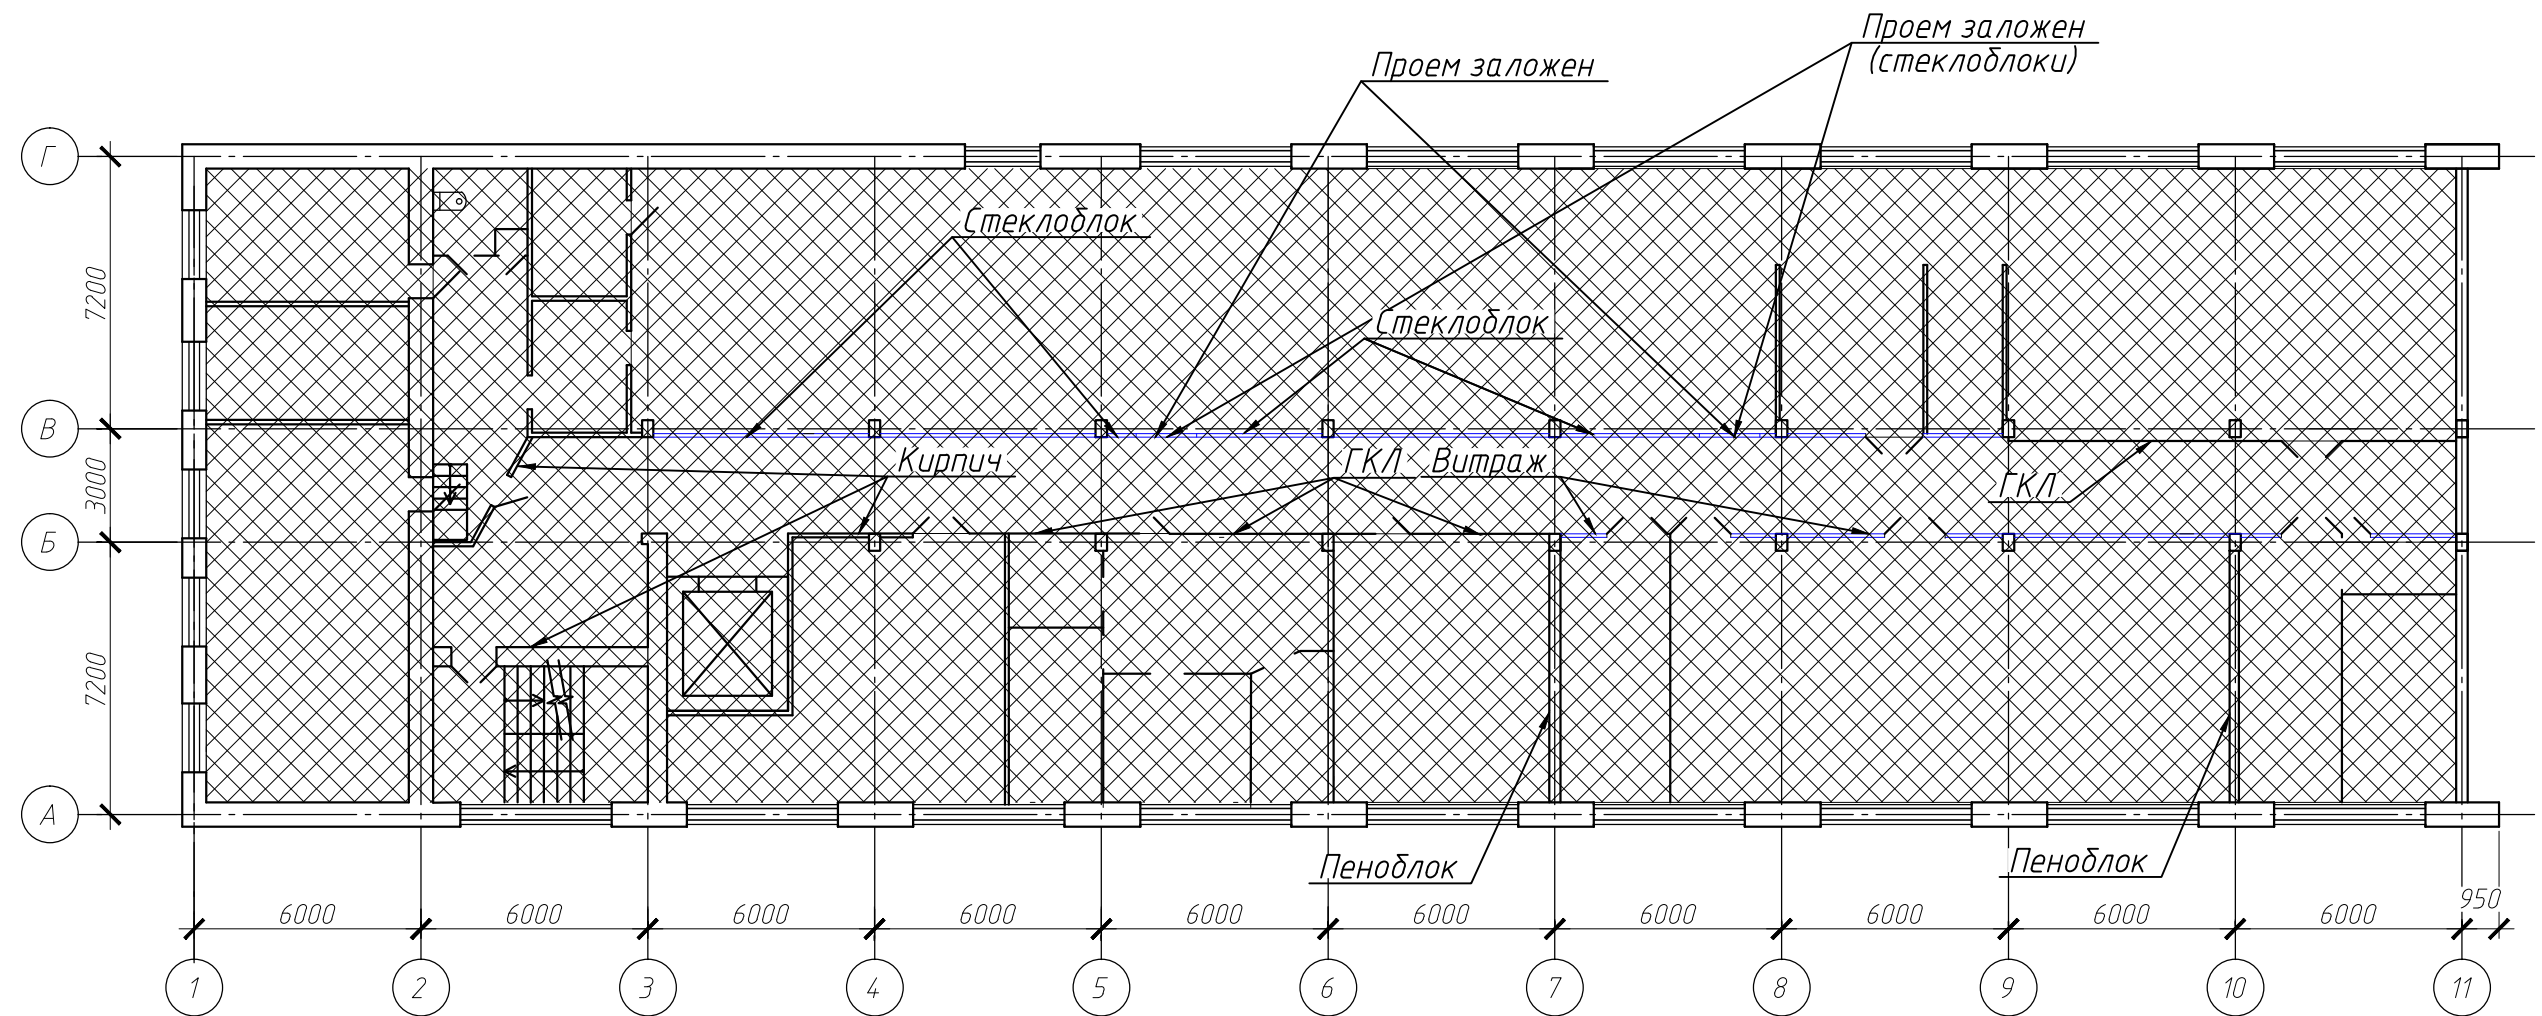 Проем заложен
(стеклоблоки)
Проем заложен
Г
Стеклоблок
7200
Стеклоблок
В
Кирпич
ГКЛ
Витраж
ГКЛ
3000
Б
7200
А
Пеноблок
Пеноблок
6000
6000
6000
6000
6000
6000
6000
6000
6000
6000
950
1
2
3
4
5
6
7
8
9
10
11